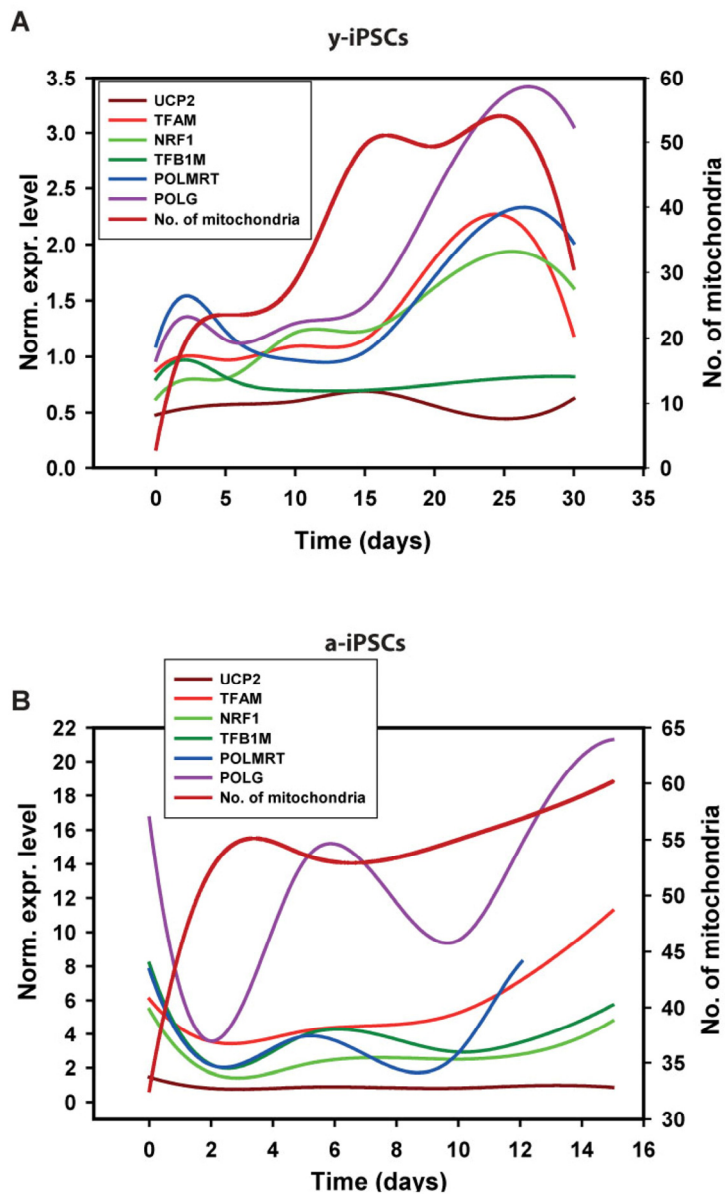 A
y-iPSCs
3.5
3.0
2.5
2.0
1.5
1.0
0.5
0.0
Norm. expr. level
UCP2
TFAM
NRF1
TFB1M
POLMRT
POLG
No. of mitochondria
60
50
40
30
20
10
0
No. of mitochondria
0 5 10 15 20 25 30 35
Time (days)
a-iPSCs
B
UCP2
TFAM
NRF1
TFB1M
POLMRT
POLG
No. of mitochondria
22
20
18
16
14
12
10
8
6
4
2
0
Norm. expr. level
65
60
55
50
45
40
35
30
No. of mitochondria
0 2 4 6 8 10 12 14 16
Time (days)